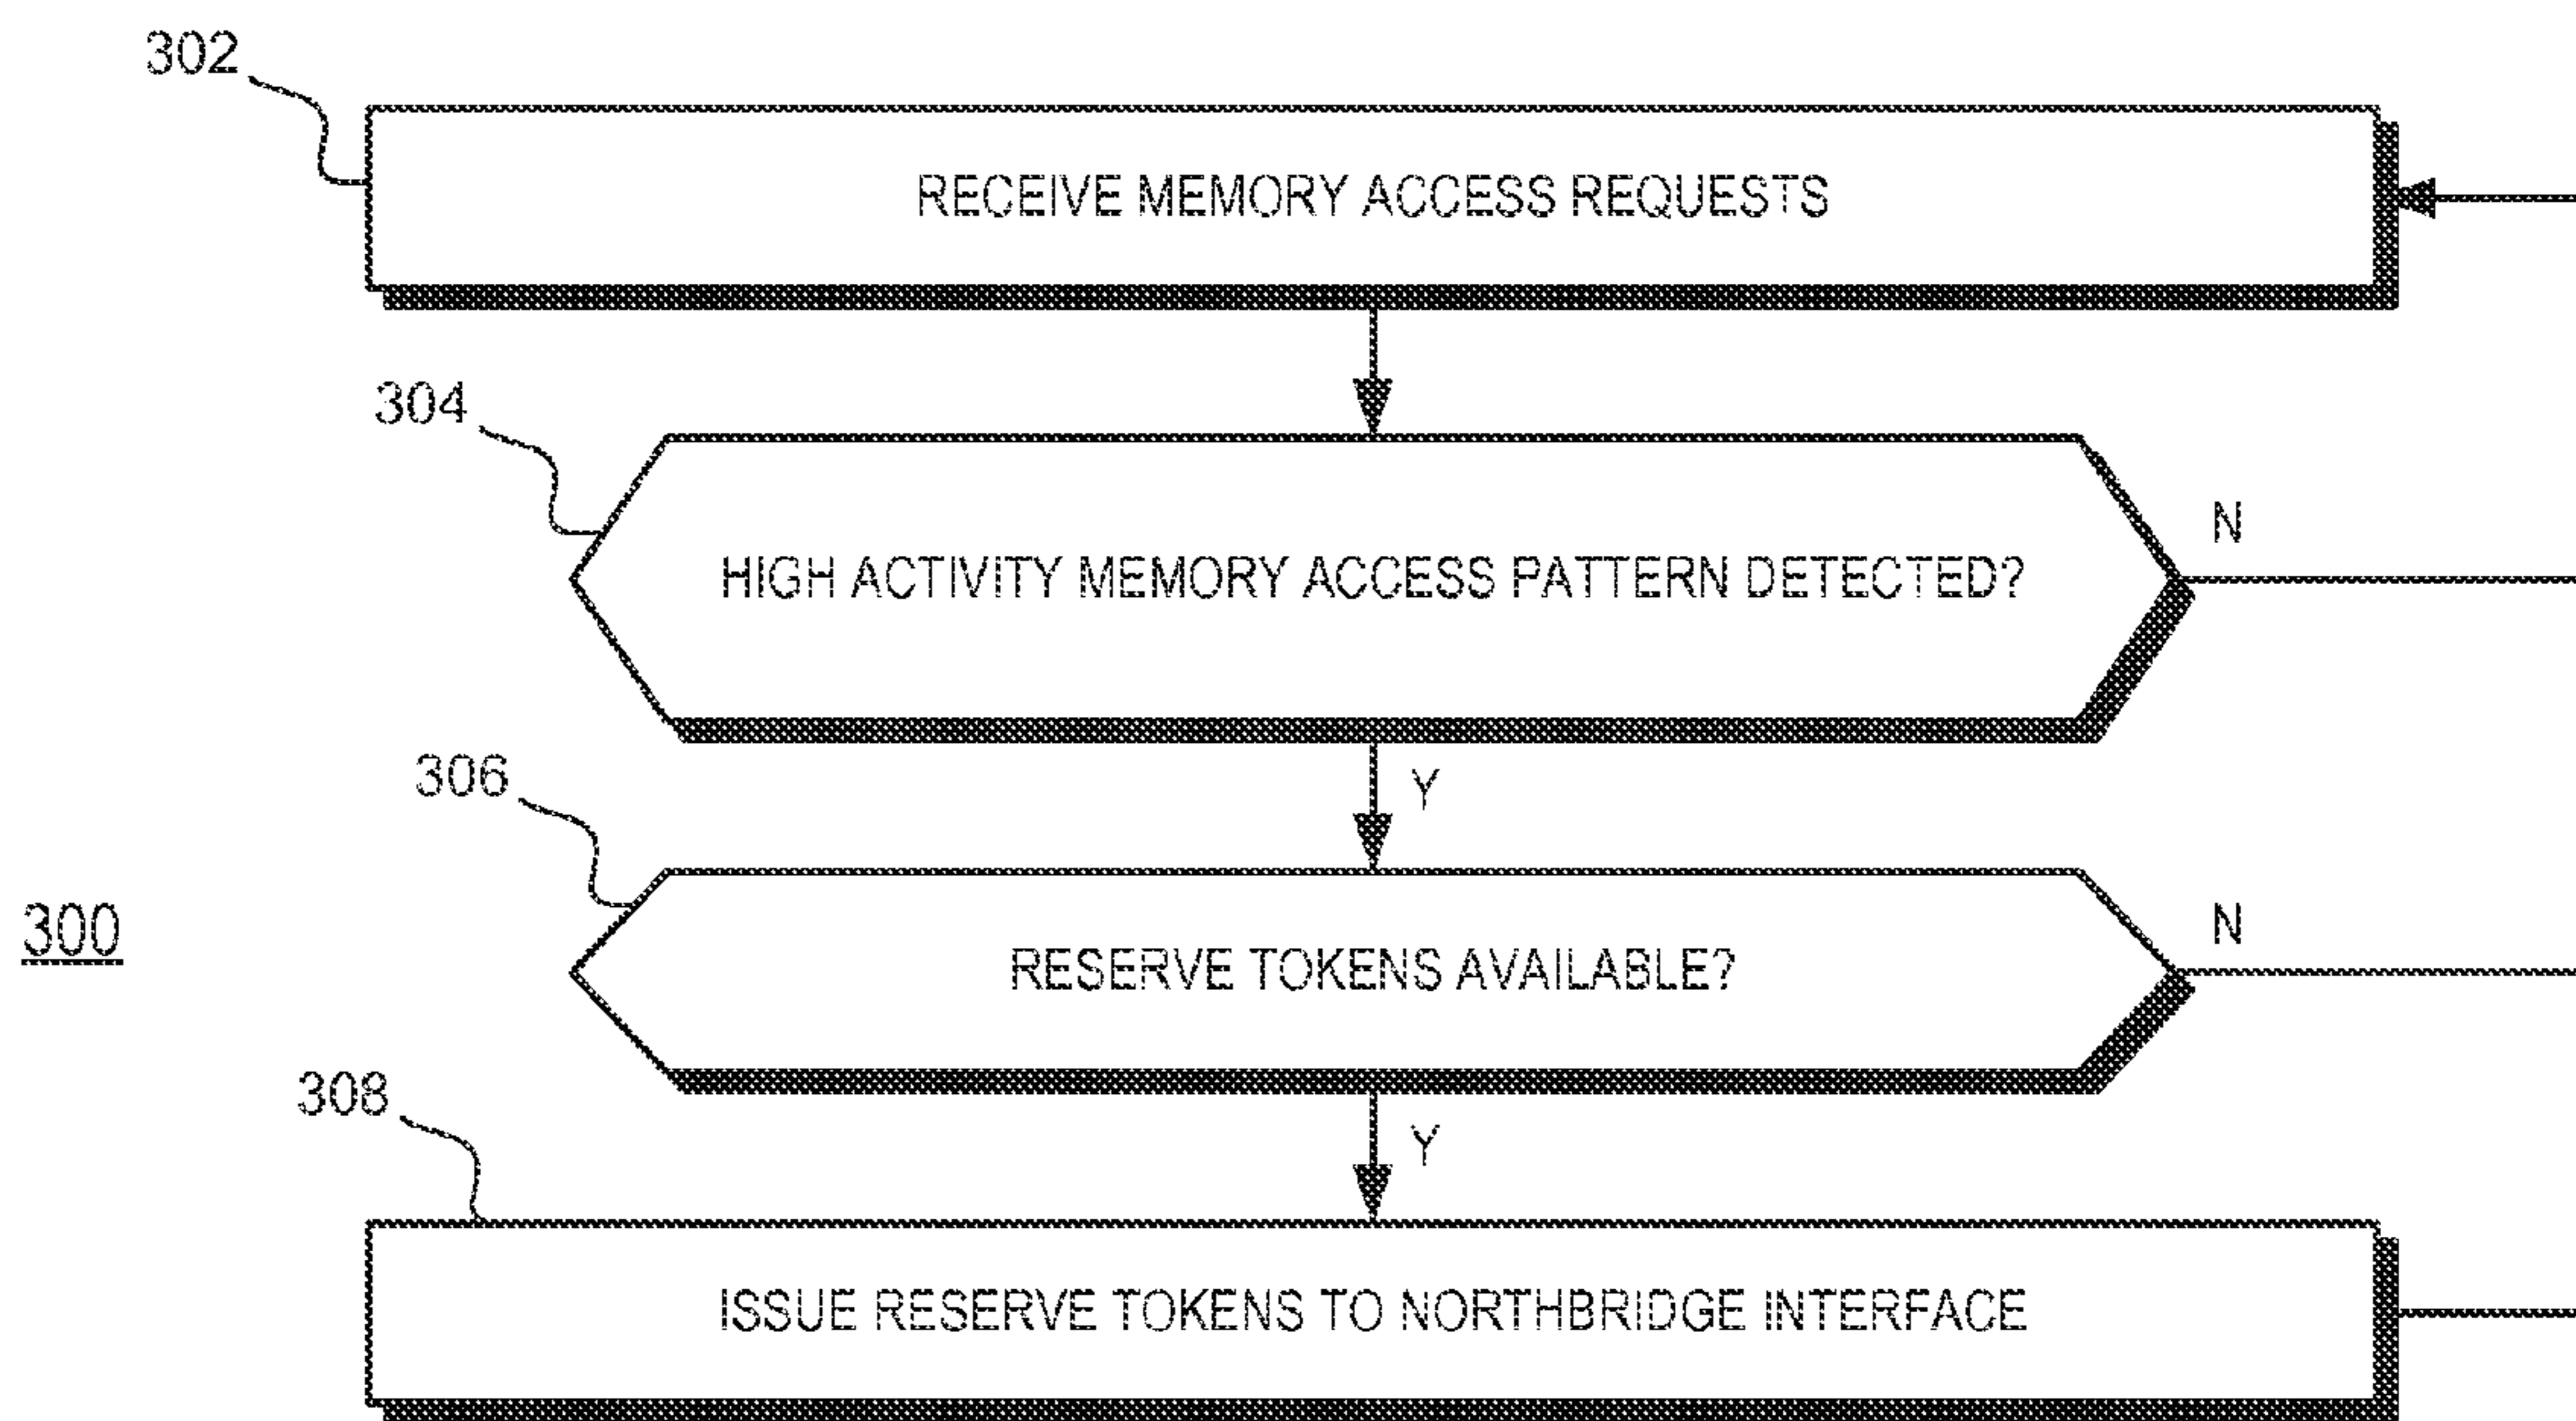 302
RECEIVE MEMORY ACCESS REQUESTS
304
N
HIGH ACTIVITY MEMORY ACCESS PATTERN DETECTED?
306
Y
300
N
RESERVE TOKENS AVAILABLE?
308
Y
ISSUE RESERVE TOKENS TO NORTHBRIDGE INTERFACE